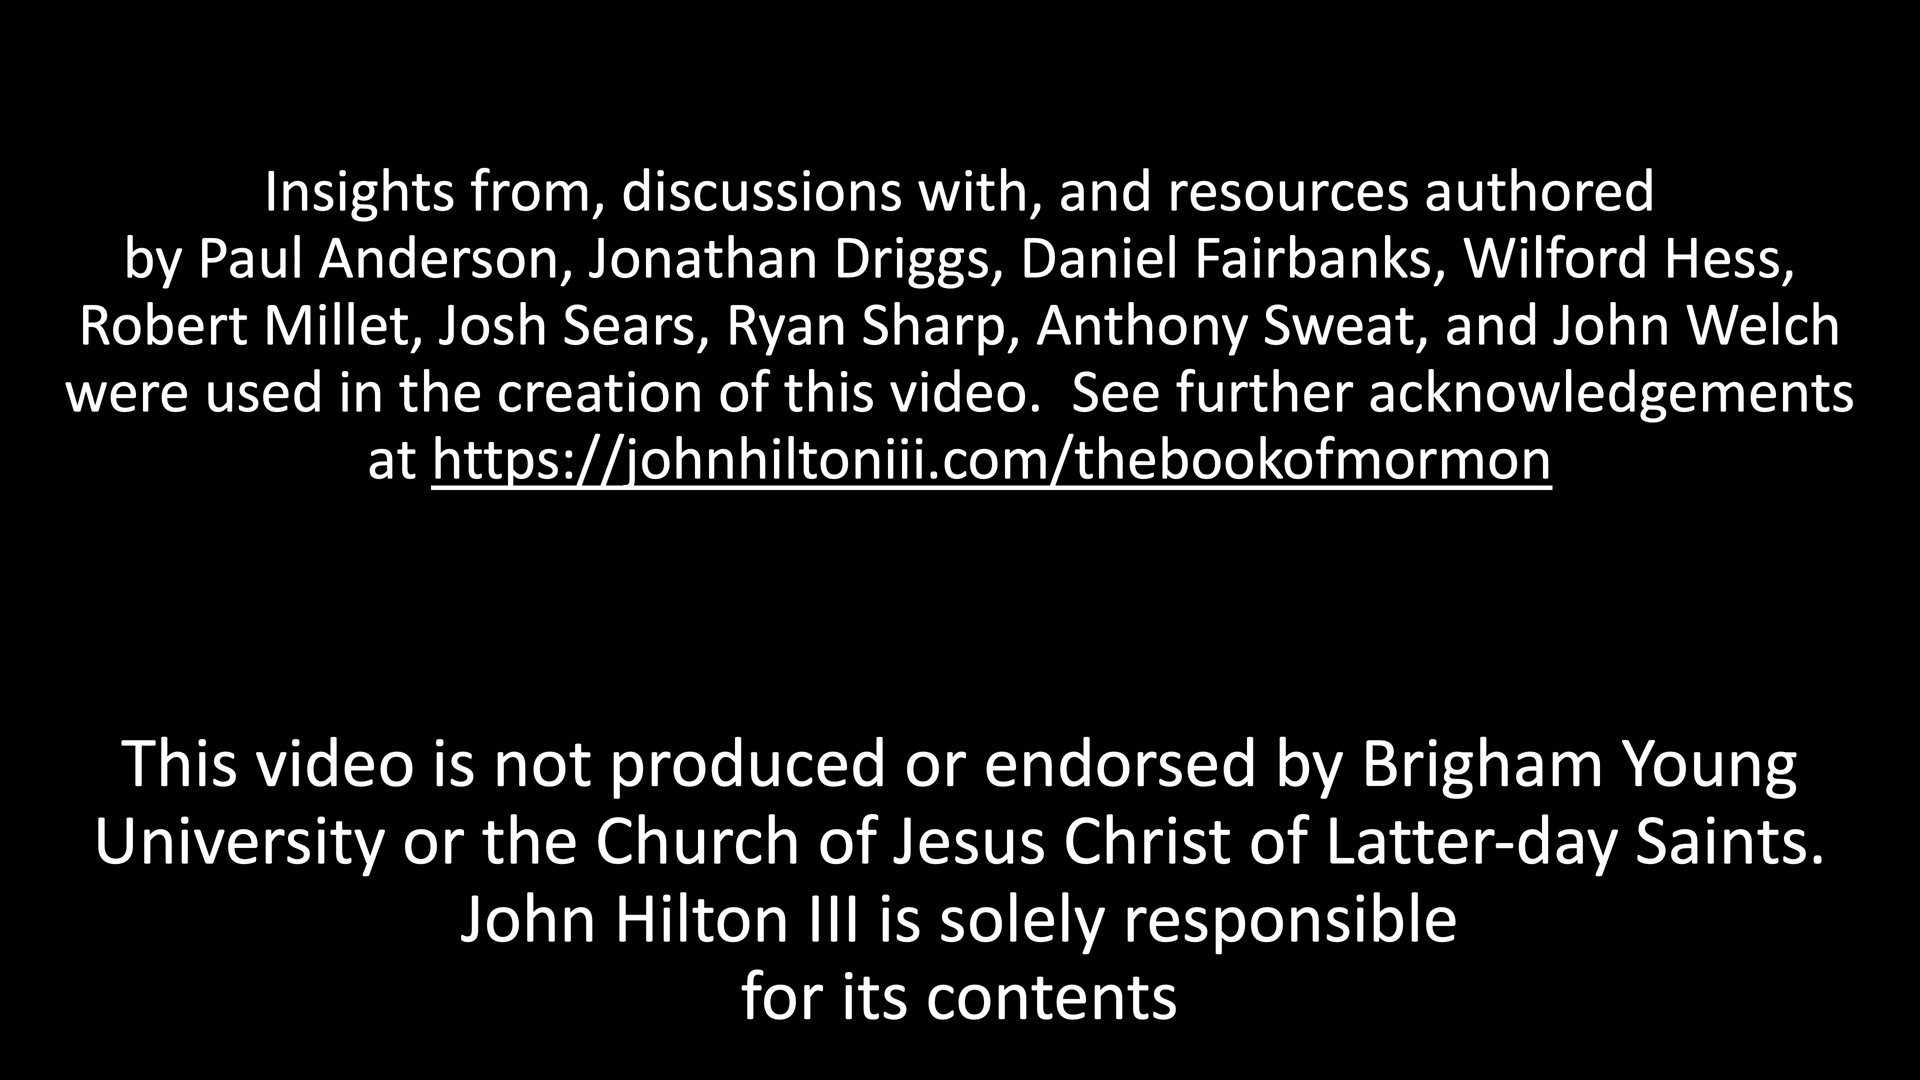 Insights from, discussions with, and resources authored
by Paul Anderson, Jonathan Driggs, Daniel Fairbanks, Wilford Hess,
Robert Millet, Josh Sears, Ryan Sharp, Anthony Sweat, and John Welch
were used in the creation of this video.  See further acknowledgements
at https://johnhiltoniii.com/thebookofmormon
This video is not produced or endorsed by Brigham Young
University or the Church of Jesus Christ of Latter-day Saints.
John Hilton III is solely responsible
for its contents